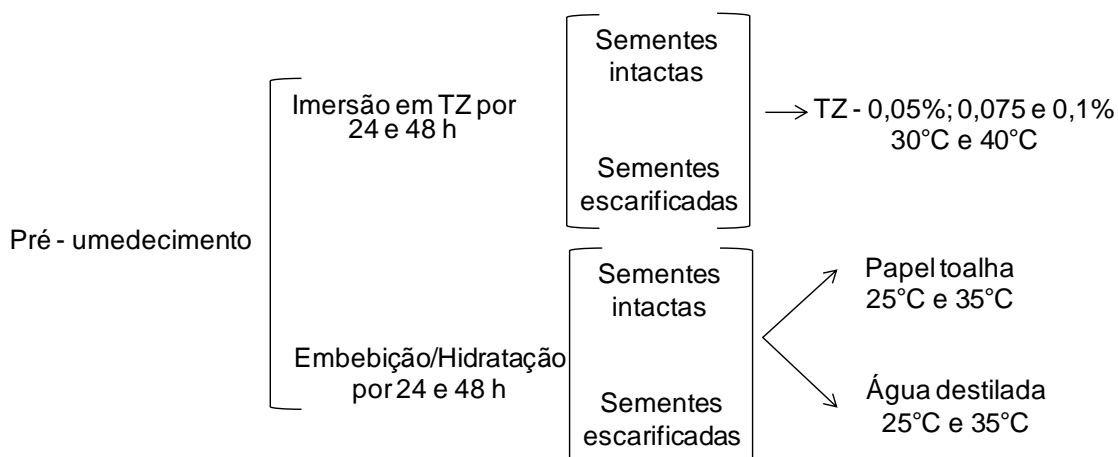 Pré - umedecimento
Imersão em TZ por
24 e 48 h
Sementes
intactas
Sementes
escarificadas
TZ - 0,05%; 0,075 e 0,1%
30°C e 40°C
Embebição/Hidratação
por 24 e 48 h
Sementes
intactas
Sementes
escarificadas
Papel toalha
25°C e 35°C
Água destilada
25°C e 35°C